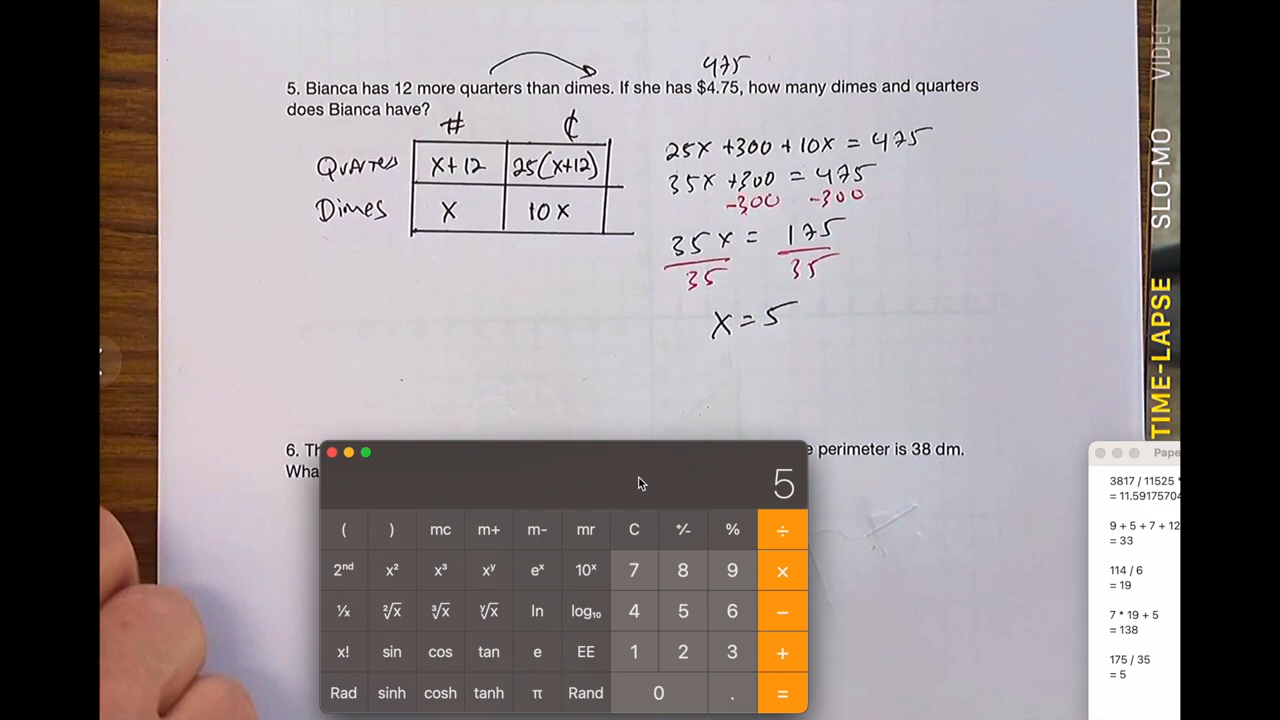 475
5. Bianca has 12 more quarters than dimes. If she has $4.75, how many dimes and quarters
does Bianca have?
# ¢
Quarters x+12 25(x+12)
Dimes x 10x
25x +300 + 10x = 475
35x +300 = 475
-300 -300
35x = 175
35 35
x = 5
6. perimeter is 38 dm.
VIDEO
SLO-MO
TIME-LAPSE
5
( ) mc m+ m- mr C +/- % ÷
2nd x² x³ xʸ eˣ 10ˣ 7 8 9 ×
1/x ²√x ³√x ʸ√x ln log₁₀ 4 5 6 −
x! sin cos tan e EE 1 2 3 +
Rad sinh cosh tanh π Rand 0 . =
3817 / 11525
= 11.59175704
9 + 5 + 7 + 12
= 33
114 / 6
= 19
7 * 19 + 5
= 138
175 / 35
= 5